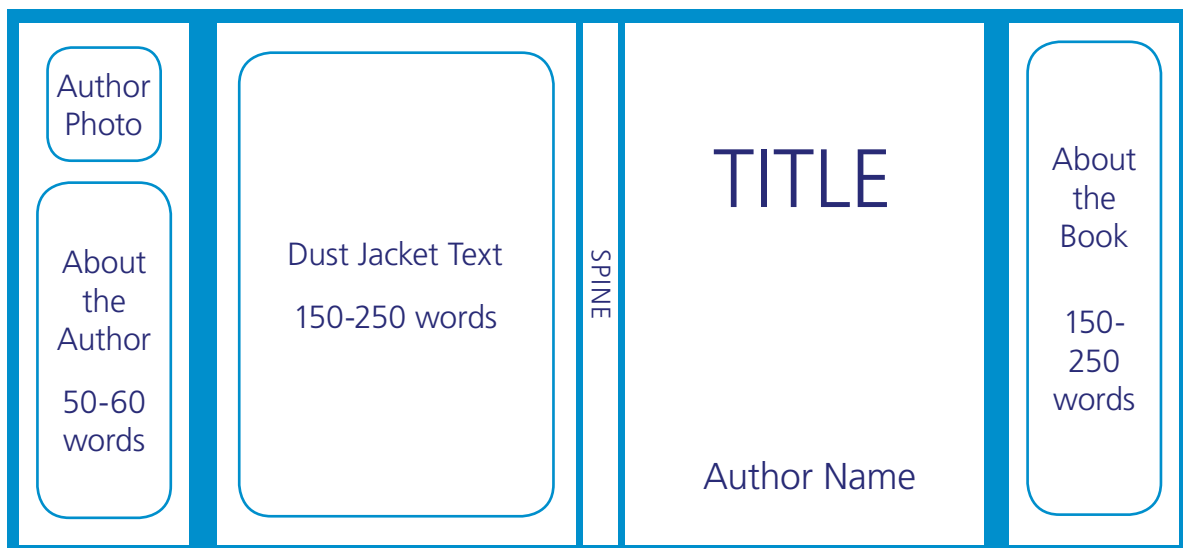 Author
Photo
About
the
Author
50-60
words
Dust Jacket Text
150-250 words
SPINE
TITLE
Author Name
About
the
Book
150-
250
words